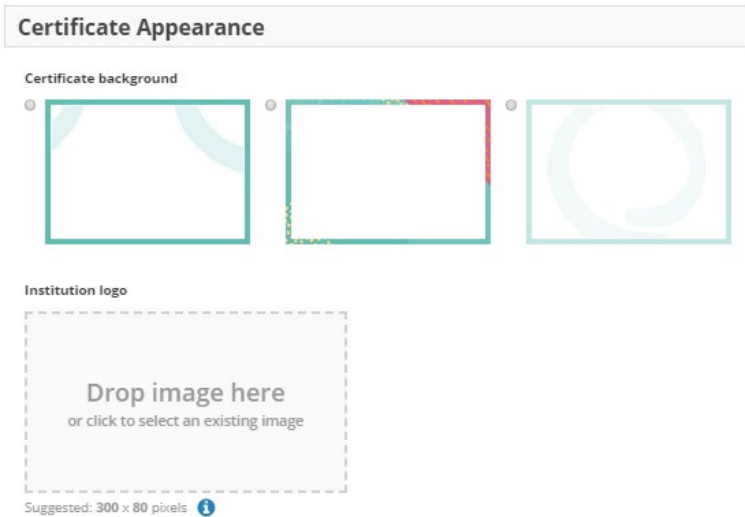 Certificate Appearance
Certificate background
Institution logo
Drop image here
or click to select an existing image
Suggested: 300 x 80 pixels i